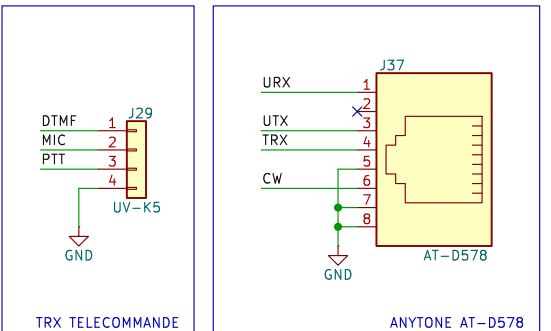 J29
DTMF 1
MIC 2
PTT 3
4
UV-K5
GND
TRX TELECOMMANDE
J37
URX 1
2
UTX 3
TRX 4
5
CW 6
7
8
AT-D578
GND
ANYTONE AT-D578